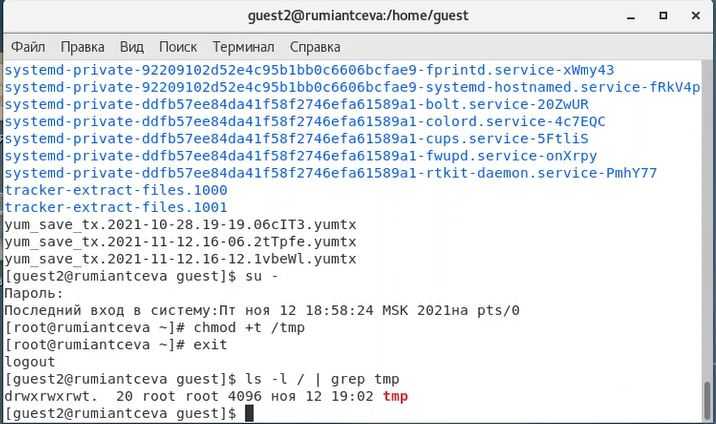 guest2@rumiantceva:/home/guest
Файл Правка Вид Поиск Терминал Справка
systemd-private-92209102d52e4c95b1bb0c6606bcfae9-fprintd.service-xWmy43
systemd-private-92209102d52e4c95b1bb0c6606bcfae9-systemd-hostnamed.service-fRkV4p
systemd-private-ddfb57ee84da41f58f2746efa61589a1-bolt.service-20ZwUR
systemd-private-ddfb57ee84da41f58f2746efa61589a1-colord.service-4c7EQC
systemd-private-ddfb57ee84da41f58f2746efa61589a1-cups.service-5FtliS
systemd-private-ddfb57ee84da41f58f2746efa61589a1-fwupd.service-onXrpy
systemd-private-ddfb57ee84da41f58f2746efa61589a1-rtkit-daemon.service-PmhY77
tracker-extract-files.1000
tracker-extract-files.1001
yum_save_tx.2021-10-28.19-19.06cIT3.yumtx
yum_save_tx.2021-11-12.16-06.2tTpfe.yumtx
yum_save_tx.2021-11-12.16-12.1vbeWl.yumtx
[guest2@rumiantceva guest]$ su -
Пароль:
Последний вход в систему:Пт ноя 12 18:58:24 MSK 2021на pts/0
[root@rumiantceva ~]# chmod +t /tmp
[root@rumiantceva ~]# exit
logout
[guest2@rumiantceva guest]$ ls -l / | grep tmp
drwxrwxrwt.  20 root root 4096 ноя 12 19:02 tmp
[guest2@rumiantceva guest]$